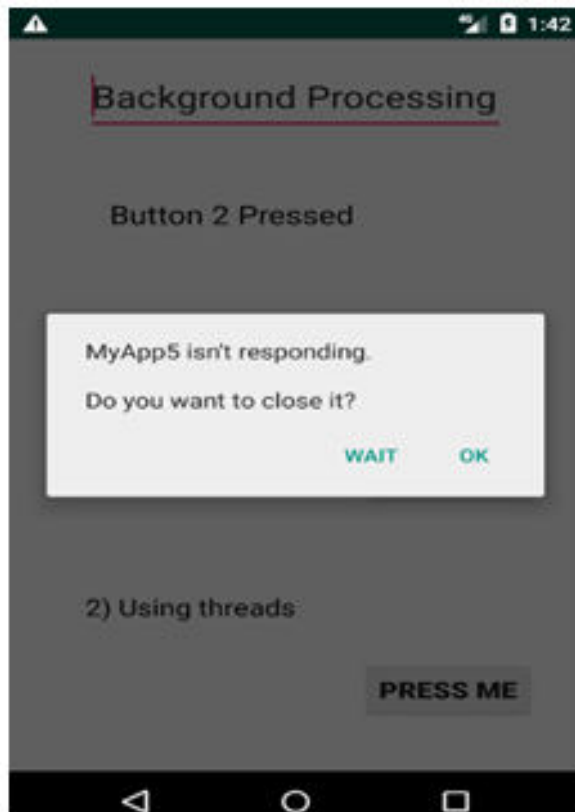 4G 1:42
Background Processing
Button 2 Pressed
MyApp5 isn't responding.
Do you want to close it?
WAIT OK
2) Using threads
PRESS ME